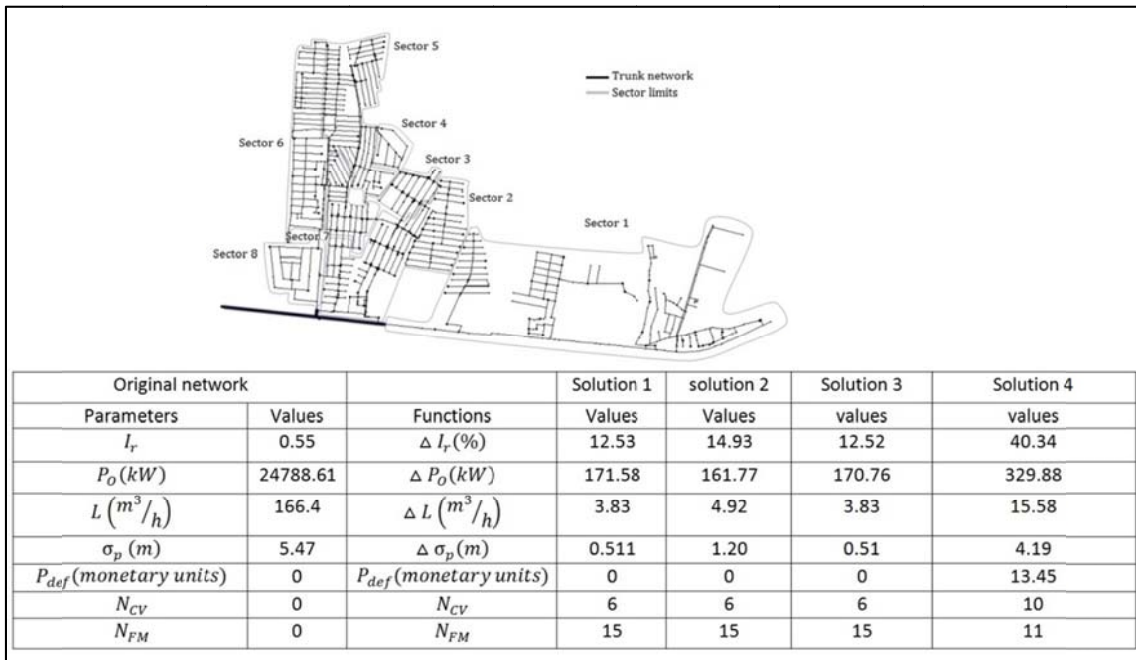 Sector 5
Trunk network
Sector limits
Sector 4
Sector 6
Sector 3
Sector 2
Sector 1
Sector 7
Sector 8
Original network Solution 1 solution 2 Solution 3 Solution 4
Parameters Values Functions Values Values values values
I_r 0.55 △ I_r(%) 12.53 14.93 12.52 40.34
P_O(kW) 24788.61 △ P_O(kW) 171.58 161.77 170.76 329.88
L (m³/h) 166.4 △ L (m³/h) 3.83 4.92 3.83 15.58
σ_p (m) 5.47 △ σ_p(m) 0.511 1.20 0.51 4.19
P_def(monetary units) 0 P_def(monetary units) 0 0 0 13.45
N_CV 0 N_CV 6 6 6 10
N_FM 0 N_FM 15 15 15 11